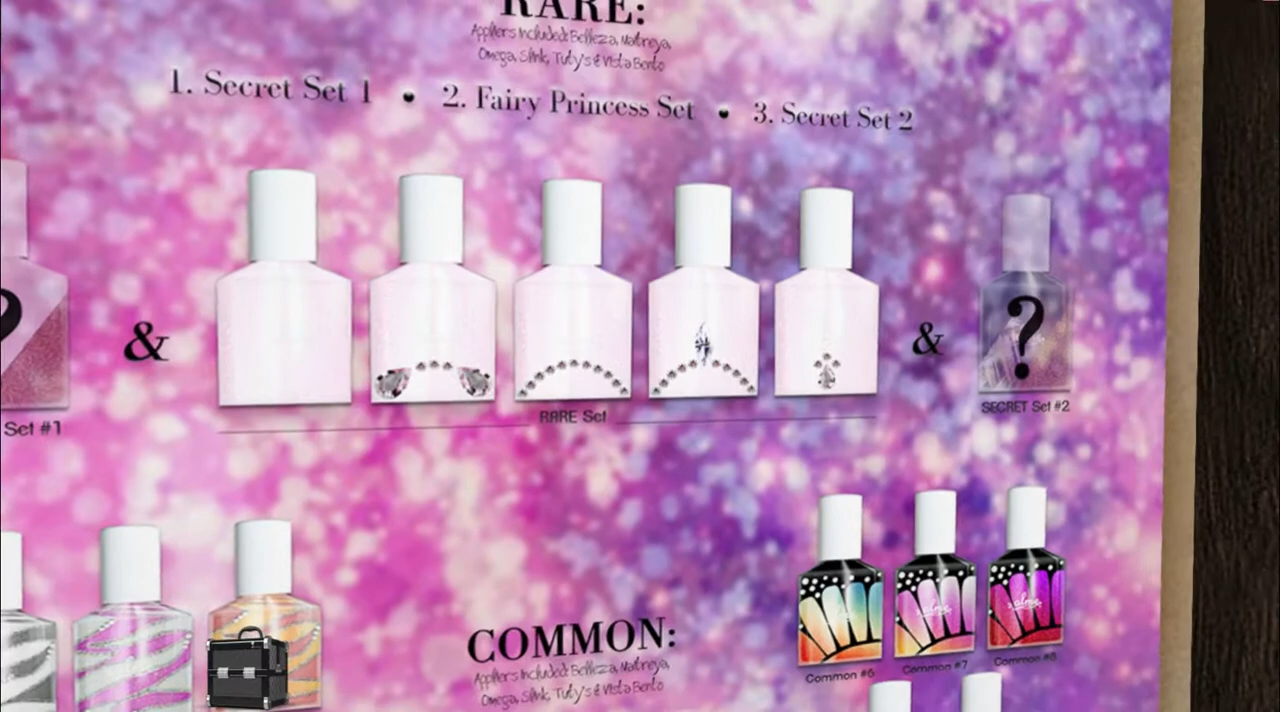 RARE:
Appliers Included: Belleza, Maitreya,
Omega, Slink, Tuty's & Vista Bento
1. Secret Set 1 • 2. Fairy Princess Set • 3. Secret Set 2
?
&
&
?
Set #1
RARE Set
SECRET Set #2
COMMON:
Appliers Included: Belleza, Maitreya,
Omega, Slink, Tuty's & Vista Bento
Common #6
Common #7
Common #8